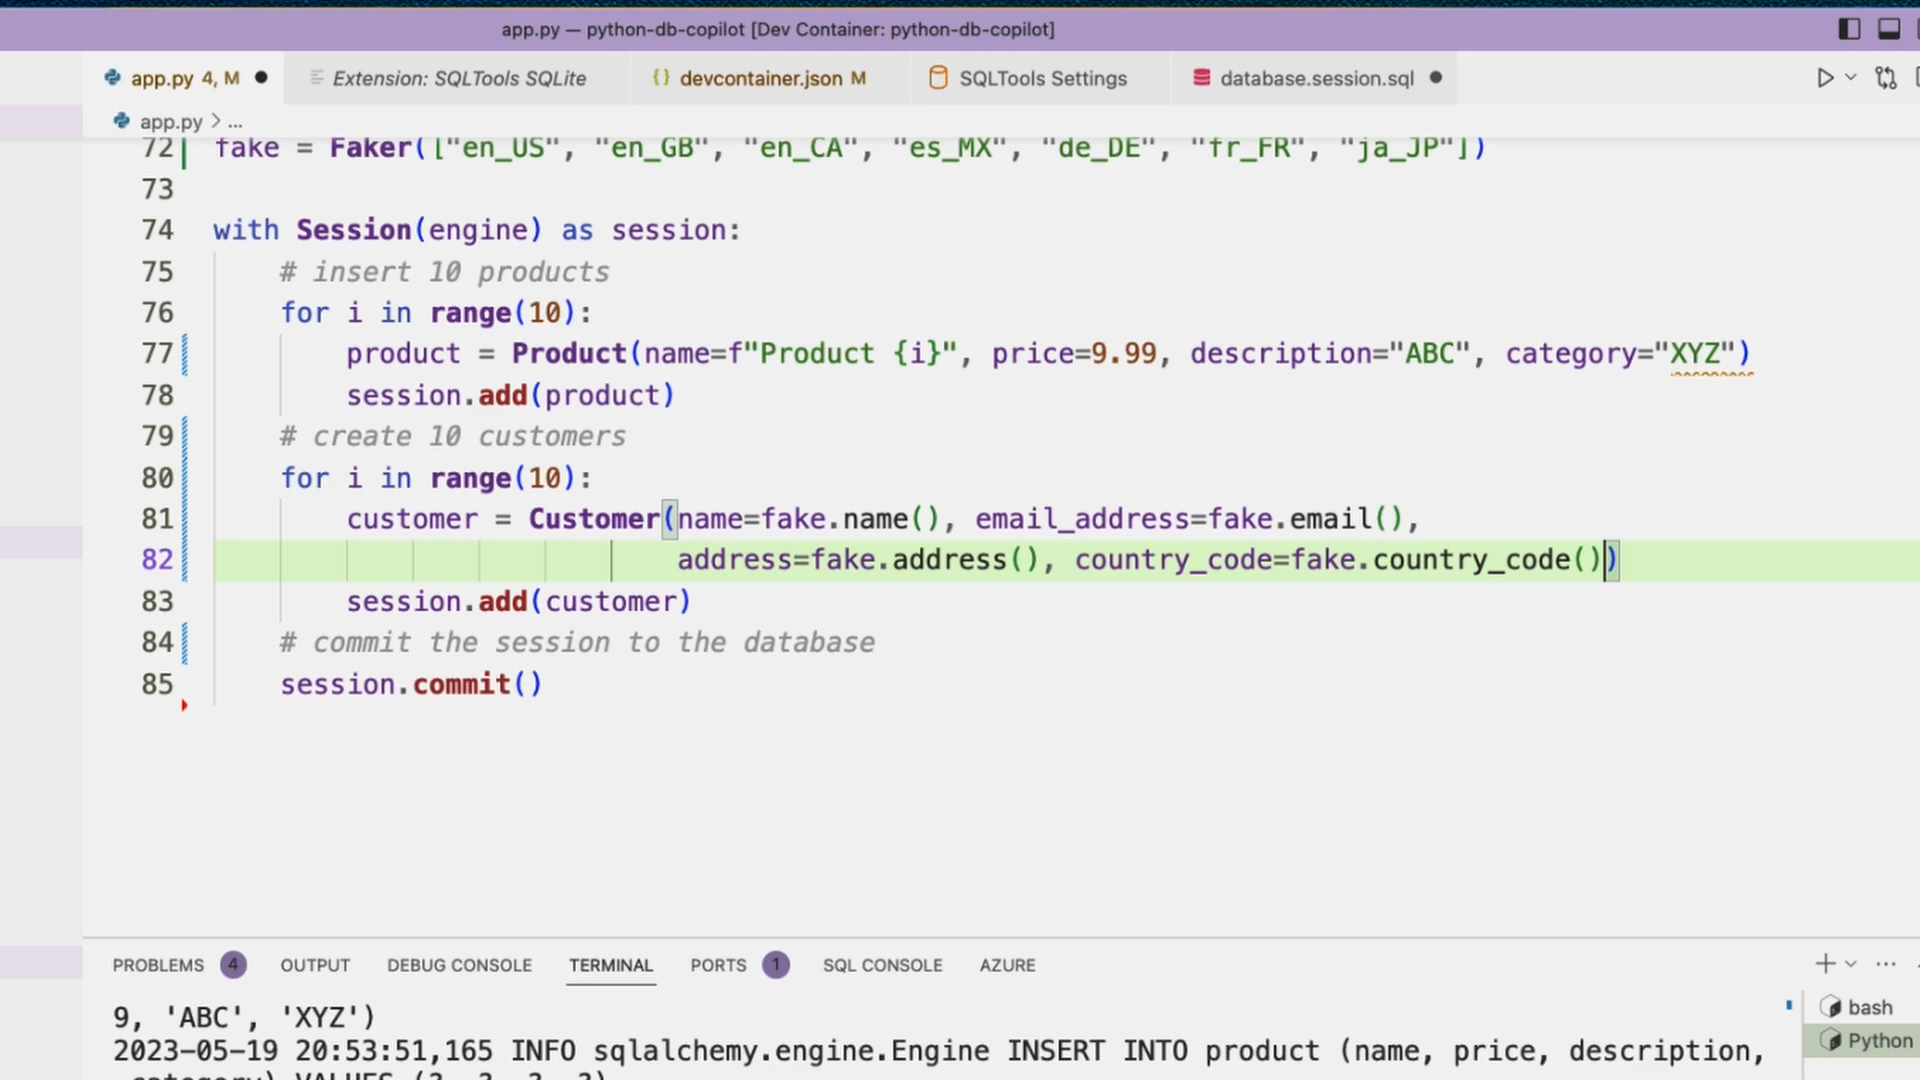 app.py — python-db-copilot [Dev Container: python-db-copilot]
app.py 4, M Extension: SQLTools SQLite devcontainer.json M SQLTools Settings database.session.sql
app.py > ...
72 fake = Faker(["en_US", "en_GB", "en_CA", "es_MX", "de_DE", "fr_FR", "ja_JP"])
73
74 with Session(engine) as session:
75 # insert 10 products
76 for i in range(10):
77 product = Product(name=f"Product {i}", price=9.99, description="ABC", category="XYZ")
78 session.add(product)
79 # create 10 customers
80 for i in range(10):
81 customer = Customer(name=fake.name(), email_address=fake.email(),
82 address=fake.address(), country_code=fake.country_code())
83 session.add(customer)
84 # commit the session to the database
85 session.commit()
PROBLEMS 4 OUTPUT DEBUG CONSOLE TERMINAL PORTS 1 SQL CONSOLE AZURE
9, 'ABC', 'XYZ')
bash
2023-05-19 20:53:51,165 INFO sqlalchemy.engine.Engine INSERT INTO product (name, price, description,
Python
category) VALUES (?, ?, ?, ?)